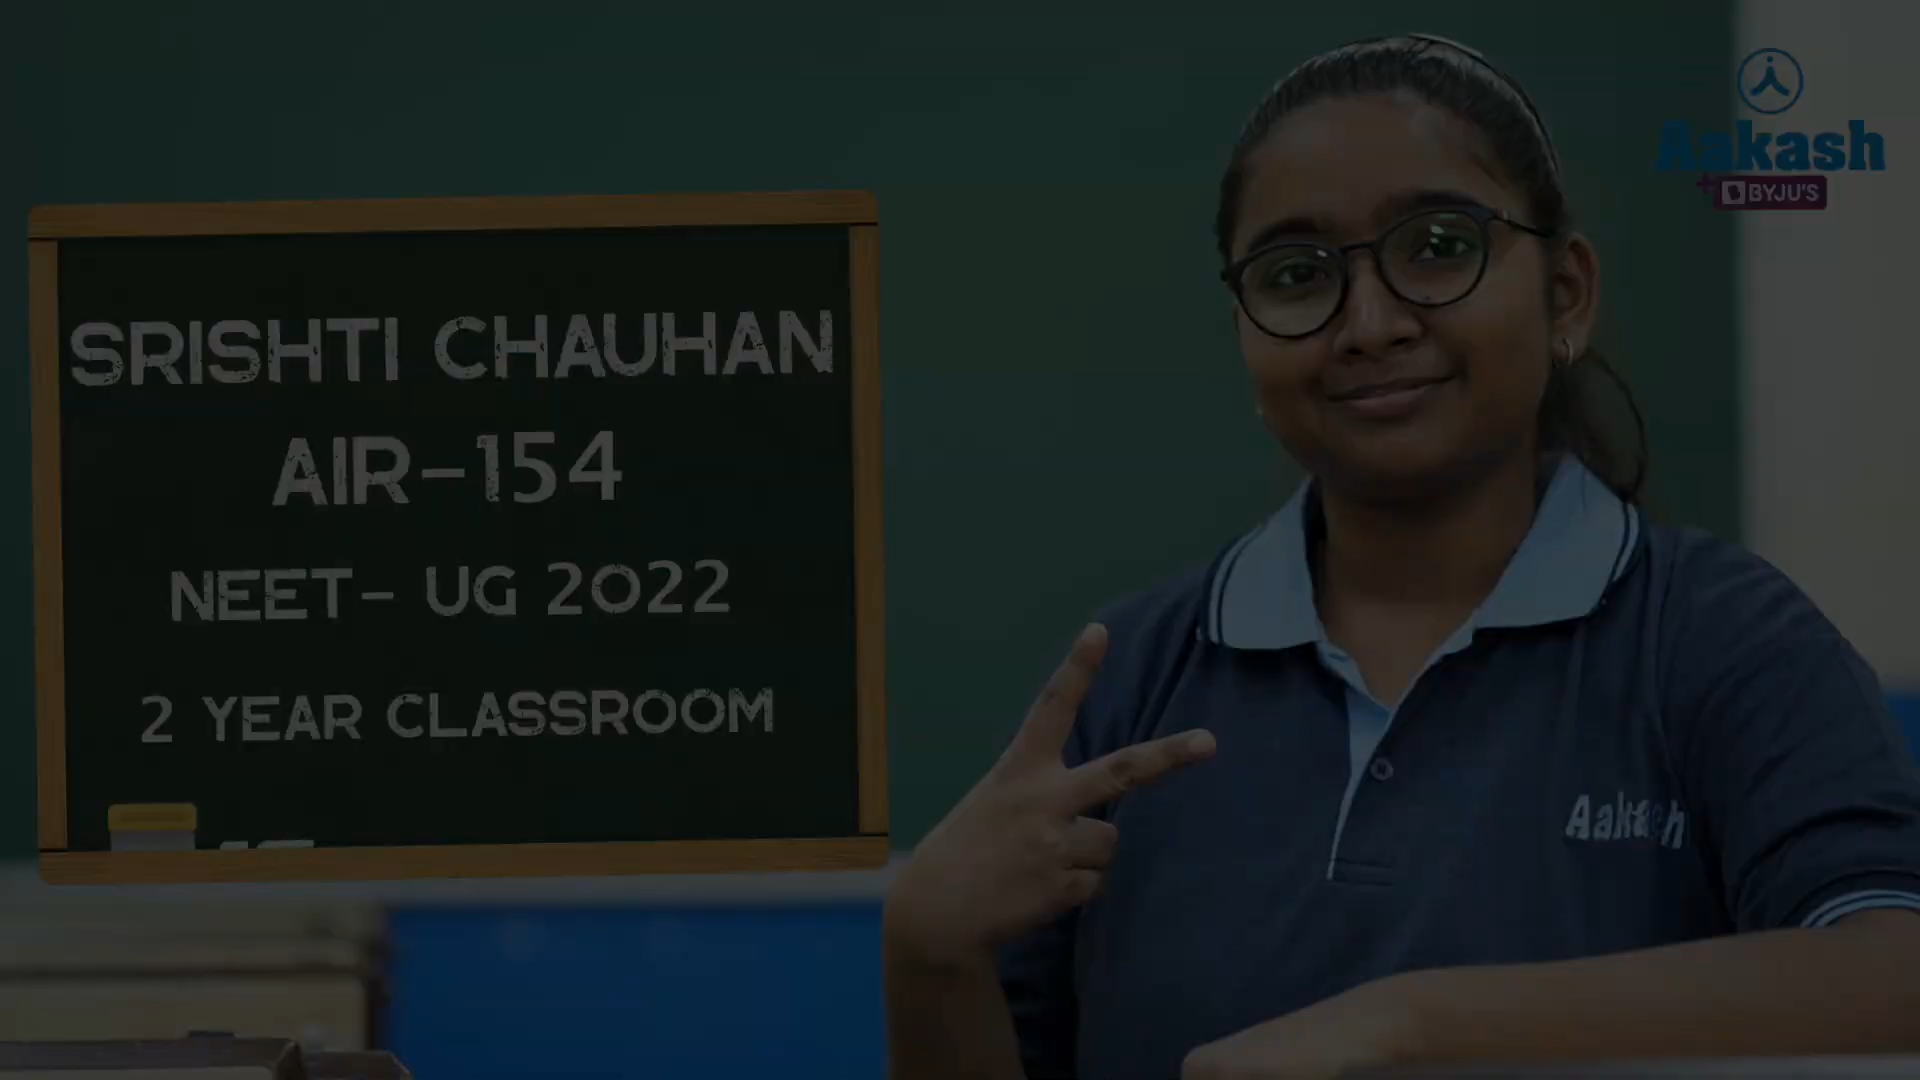 SRISHTI CHAUHAN
AIR-154
NEET- UG 2022
2 YEAR CLASSROOM
Aakash
+ BYJU'S
Aakash